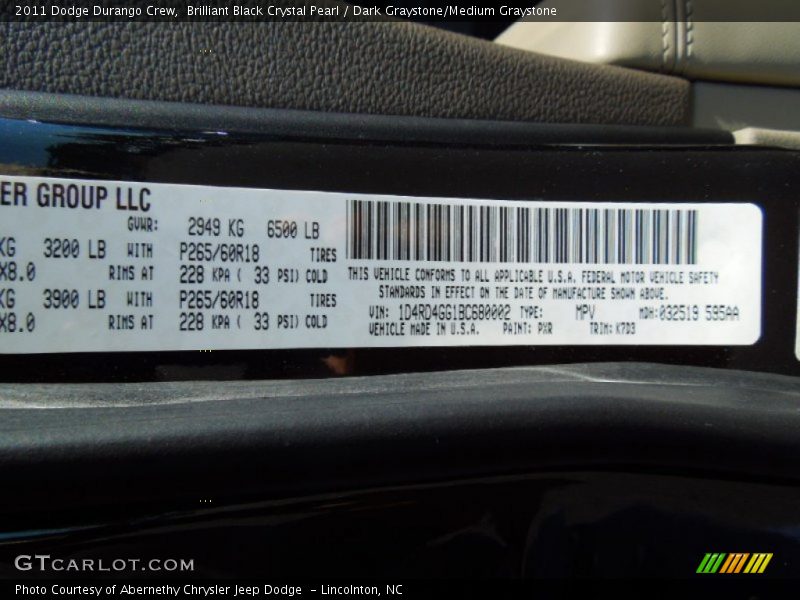 2011 Dodge Durango Crew,  Brilliant Black Crystal Pearl / Dark Graystone/Medium Graystone
ER GROUP LLC
GVWR: 2949 KG 6500 LB
KG 3200 LB WITH P265/60R18 TIRES
X8.0 RIMS AT 228 KPA ( 33 PSI) COLD
KG 3900 LB WITH P265/60R18 TIRES
X8.0 RIMS AT 228 KPA ( 33 PSI) COLD
THIS VEHICLE CONFORMS TO ALL APPLICABLE U.S.A. FEDERAL MOTOR VEHICLE SAFETY
STANDARDS IN EFFECT ON THE DATE OF MANUFACTURE SHOWN ABOVE.
VIN: 1D4RD4GG1BC680002 TYPE: MPV MDH:032519 595AA
VEHICLE MADE IN U.S.A. PAINT: PXR TRIM: K7D3
GTCARLOT.COM
Photo Courtesy of Abernethy Chrysler Jeep Dodge  - Lincolnton, NC